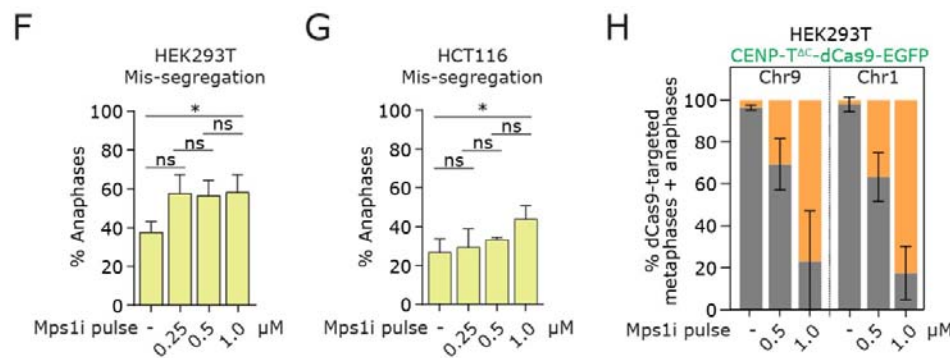 F
HEK293T
Mis-segregation
% Anaphases
100
80
60
40
20
0
*
ns
ns
ns
Mps1i pulse - 0.25 0.5 1.0 μM
G
HCT116
Mis-segregation
% Anaphases
100
80
60
40
20
0
*
ns
ns
ns
Mps1i pulse - 0.25 0.5 1.0 μM
H
HEK293T
CENP-T^ΔC-dCas9-EGFP
Chr9 Chr1
% dCas9-targeted
metaphases + anaphases
100
80
60
40
20
0
Mps1i pulse - 0.5 1.0 - 0.5 1.0 μM